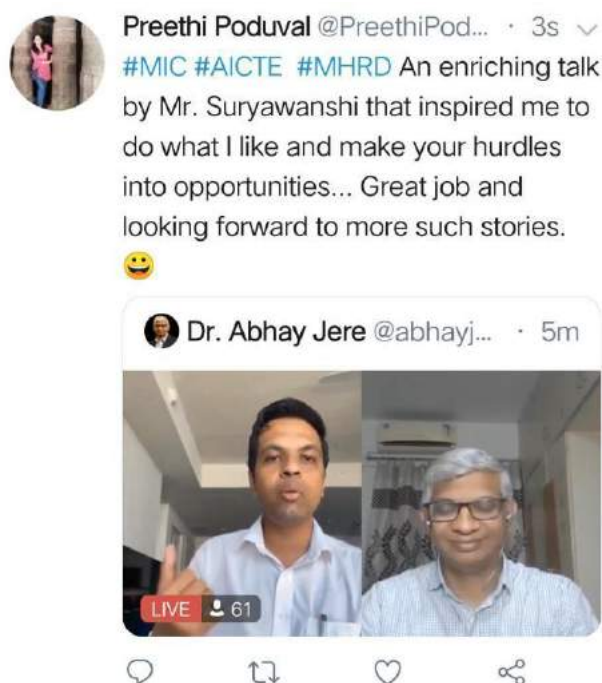 Preethi Poduval @PreethiPod... · 3s
#MIC #AICTE #MHRD An enriching talk
by Mr. Suryawanshi that inspired me to
do what I like and make your hurdles
into opportunities... Great job and
looking forward to more such stories.
😀
Dr. Abhay Jere @abhayj... · 5m
LIVE 61